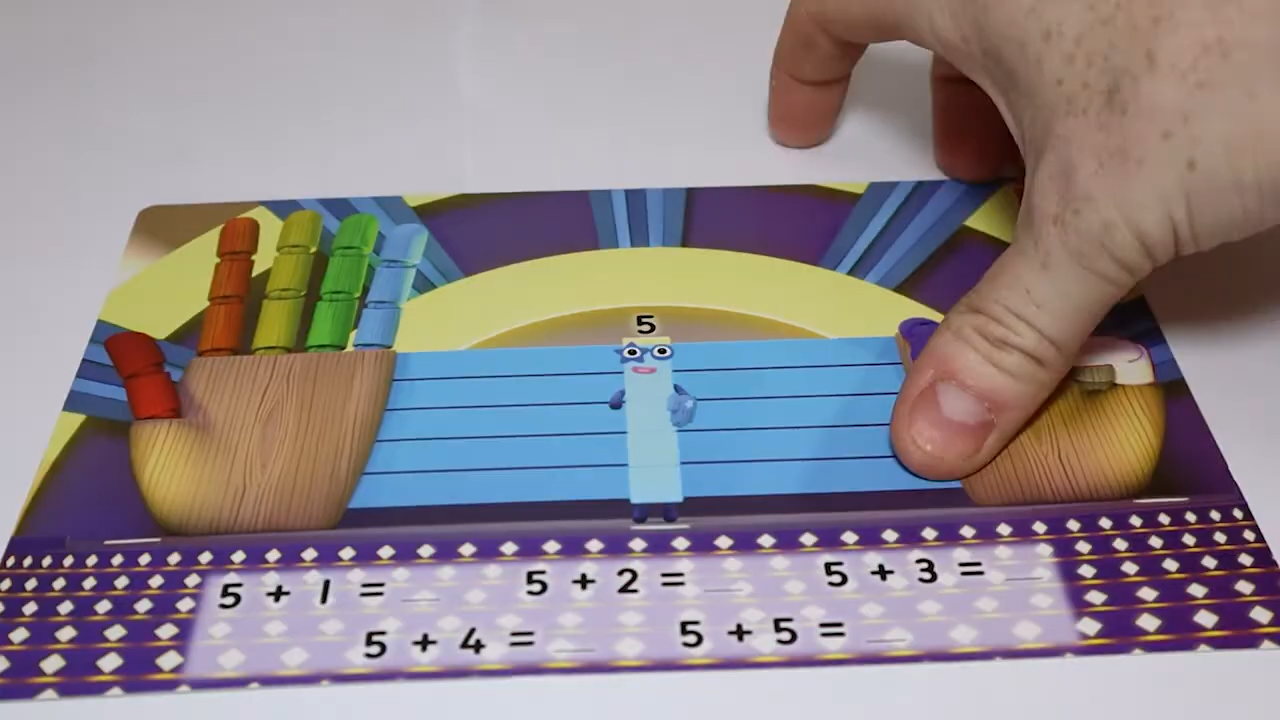 5
5 + 1 = _ 5 + 2 = _ 5 + 3 = _
5 + 4 = _ 5 + 5 = _